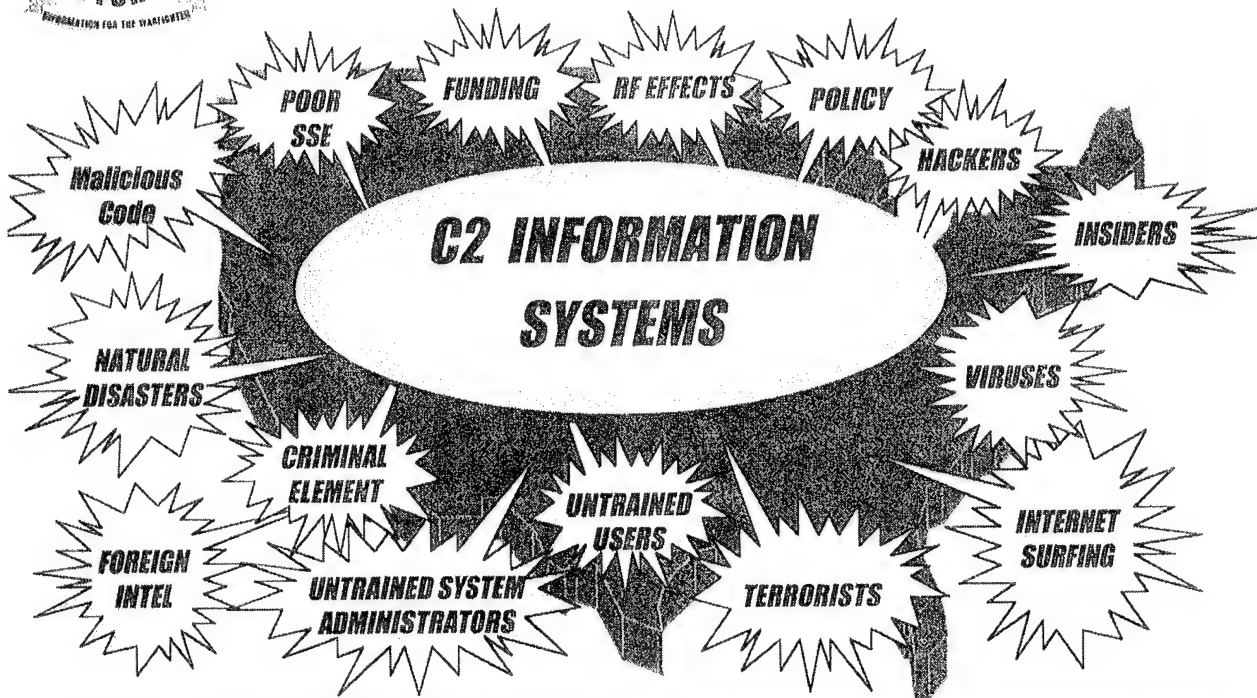 INFORMATION FOR THE WARFIGHTER
POOR
SSE
FUNDING
RF EFFECTS
POLICY
HACKERS
Malicious
Code
INSIDERS
C2 INFORMATION
SYSTEMS
NATURAL
DISASTERS
VIRUSES
CRIMINAL
ELEMENT
UNTRAINED
USERS
INTERNET
SURFING
FOREIGN
INTEL
UNTRAINED SYSTEM
ADMINISTRATORS
TERRORISTS